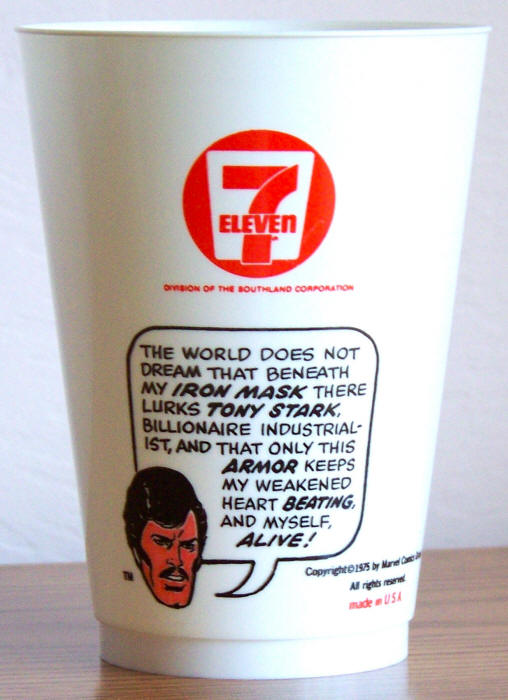 7
ELEVEn
DIVISION OF THE SOUTHLAND CORPORATION
THE WORLD DOES NOT
DREAM THAT BENEATH
MY IRON MASK THERE
LURKS TONY STARK,
BILLIONAIRE INDUSTRIAL-
IST, AND THAT ONLY THIS
ARMOR KEEPS
MY WEAKENED
HEART BEATING,
AND MYSELF,
ALIVE!
TM
Copyright©1975 by Marvel Comics
All rights reserved.
made in USA